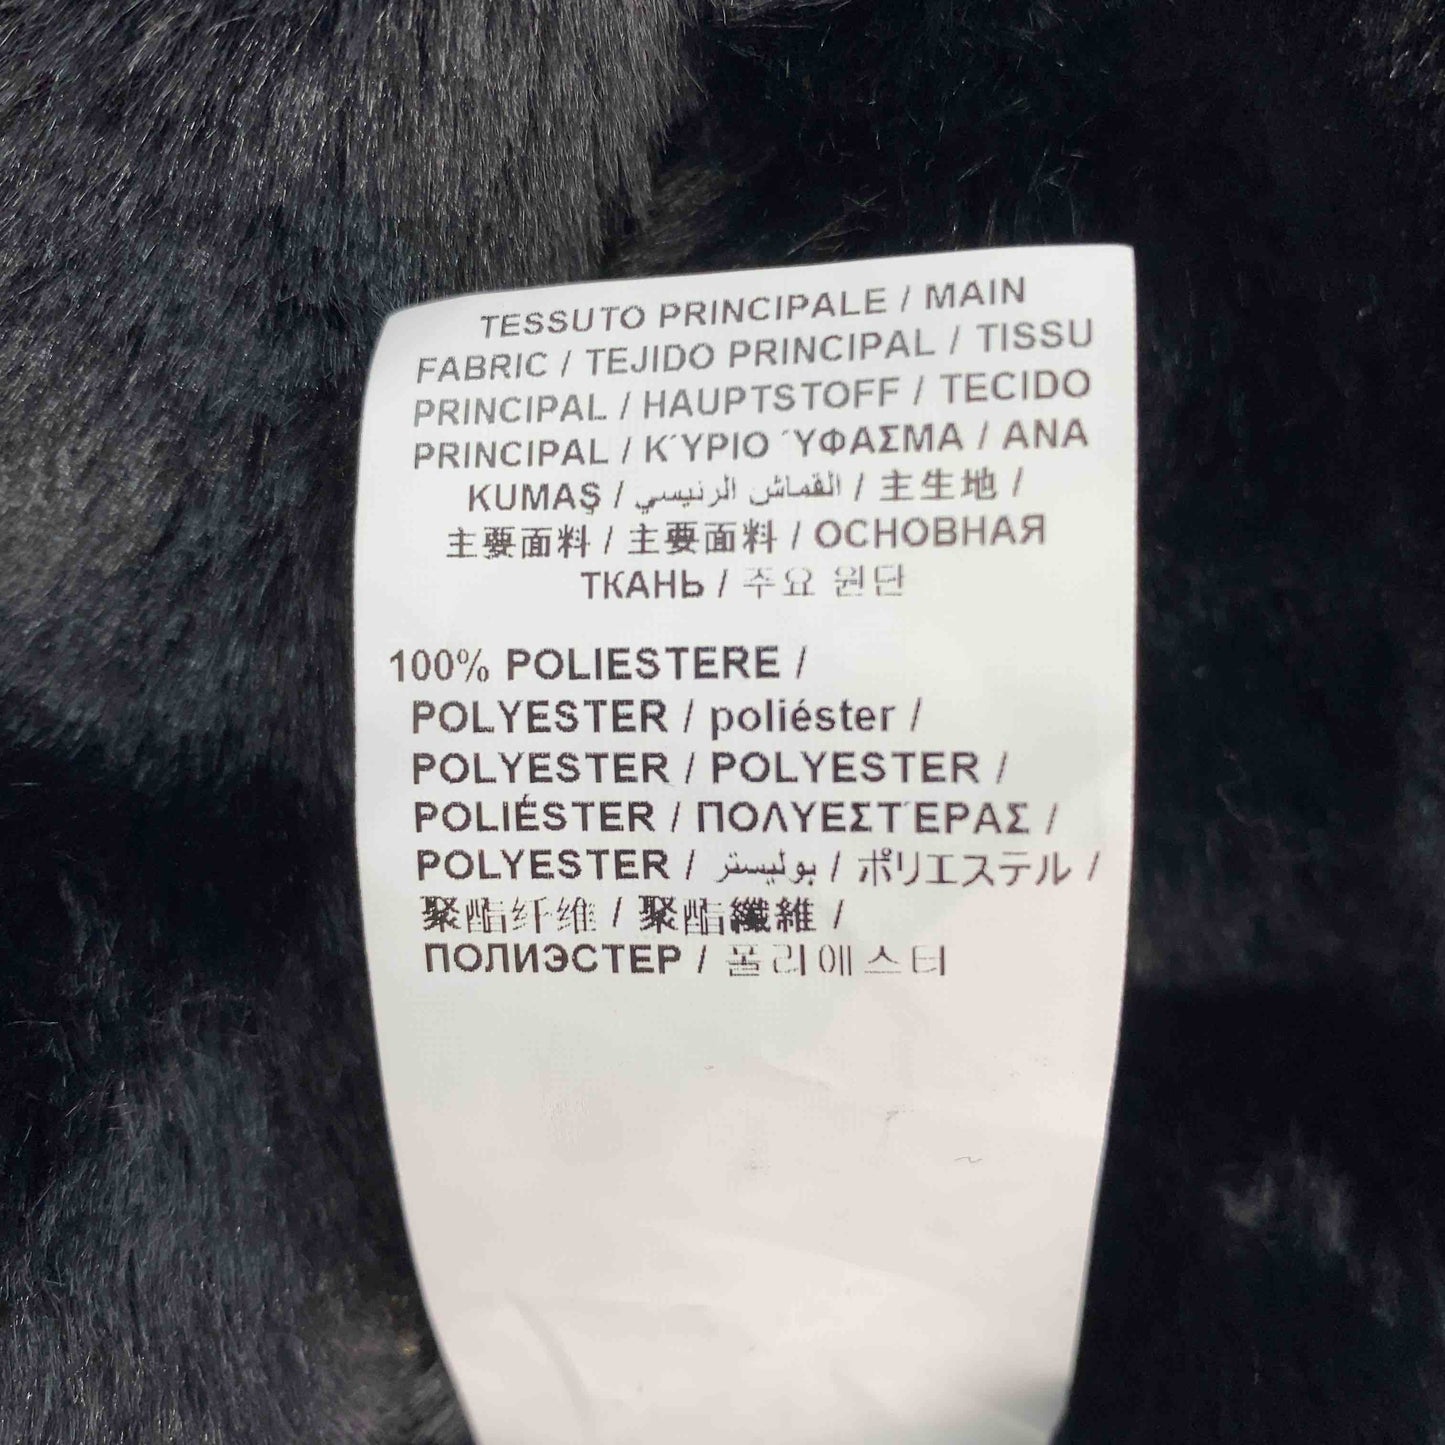 TESSUTO PRINCIPALE / MAIN
FABRIC / TEJIDO PRINCIPAL / TISSU
PRINCIPAL / HAUPTSTOFF / TECIDO
PRINCIPAL / Κ΄ΥΡΙΟ ΎΦΑΣΜΑ / ANA
KUMAŞ / القماش الرئيسي / 主生地 /
主要面料 / 主要面料 / ОСНОВНАЯ
ТКАНЬ / 주요 원단
100% POLIESTERE /
POLYESTER / poliéster /
POLYESTER / POLYESTER /
POLIÉSTER / ΠΟΛΥΕΣΤΈΡΑΣ /
POLYESTER / بوليستر / ポリエステル /
聚酯纤维 / 聚酯纖維 /
ПОЛИЭСТЕР / 폴리에스터